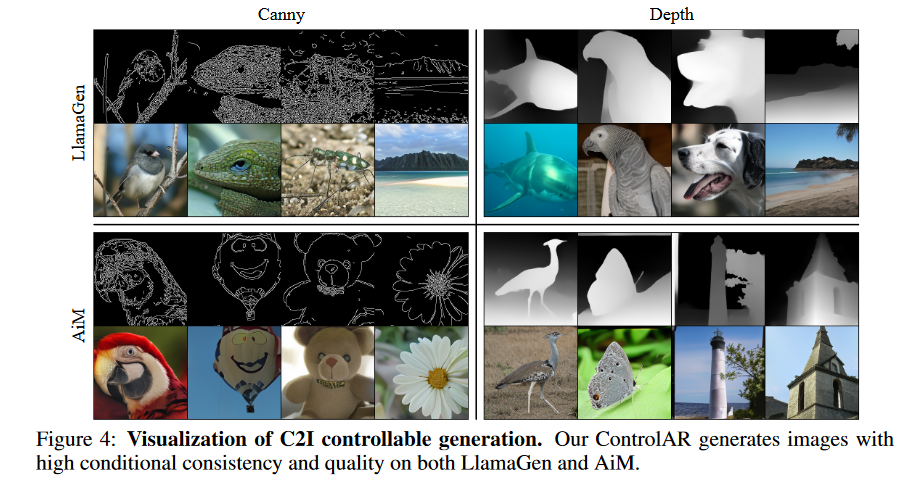 Canny
Depth
LlamaGen
AiM
Figure 4: Visualization of C2I controllable generation. Our ControlAR generates images with
high conditional consistency and quality on both LlamaGen and AiM.